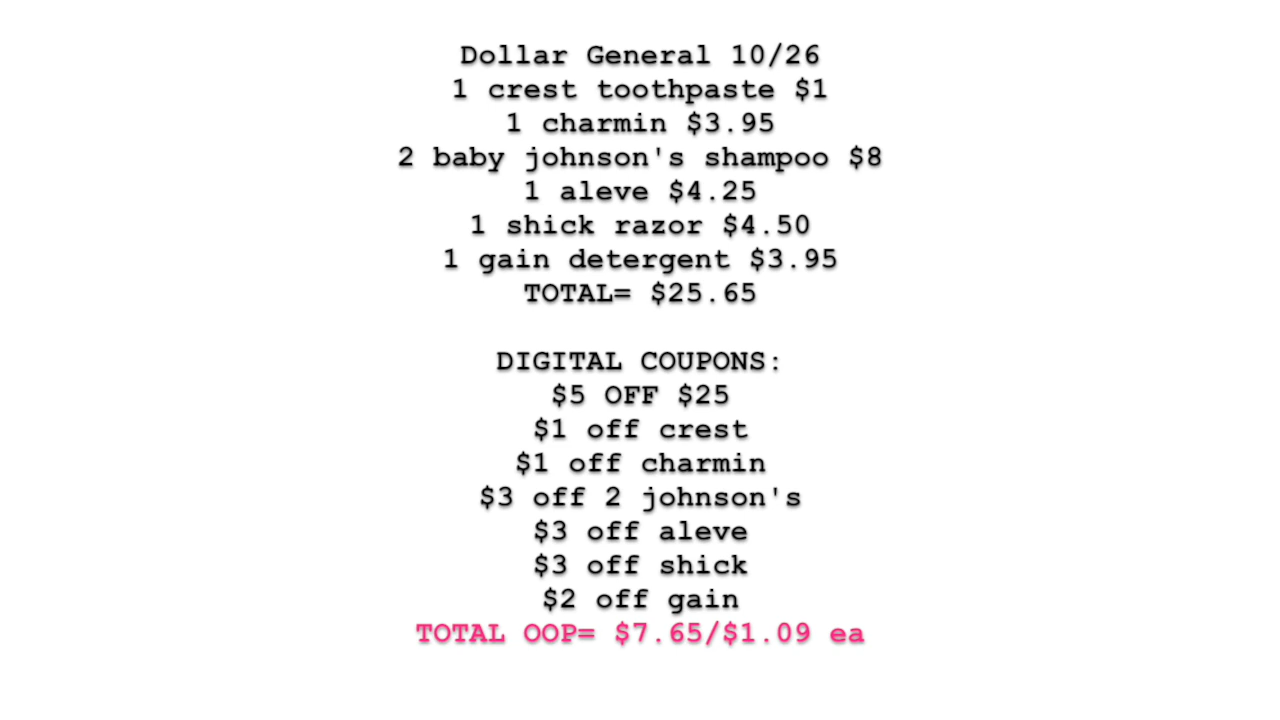 Dollar General 10/26
1 crest toothpaste $1
1 charmin $3.95
2 baby johnson's shampoo $8
1 aleve $4.25
1 shick razor $4.50
1 gain detergent $3.95
TOTAL= $25.65
DIGITAL COUPONS:
$5 OFF $25
$1 off crest
$1 off charmin
$3 off 2 johnson's
$3 off aleve
$3 off shick
$2 off gain
TOTAL OOP= $7.65/$1.09 ea